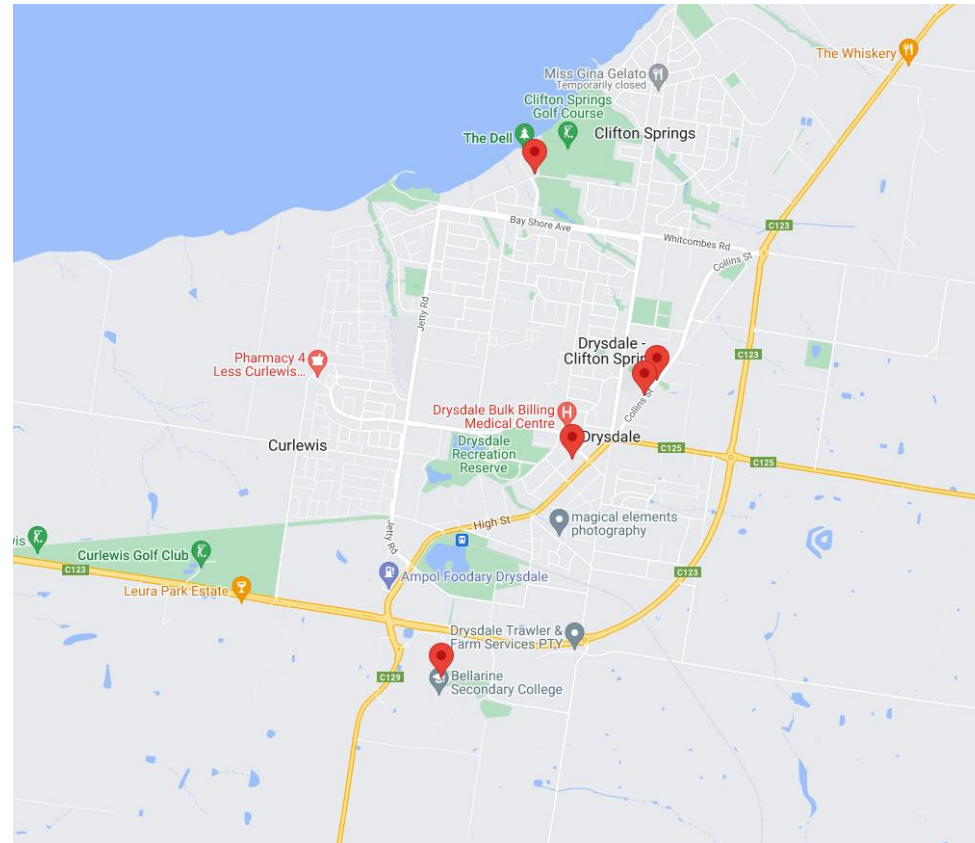 The Whiskery
Miss Gina Gelato
Temporarily closed
Clifton Springs
Golf Course
The Dell
Clifton Springs
Bay Shore Ave
Whitcombes Rd
C123
Collins St
Jetty Rd
Drysdale -
Clifton Spri
C123
Pharmacy 4
Less Curlewis...
Drysdale Bulk Billing
Medical Centre
Collins St
Curlewis
Drysdale
Recreation
Reserve
Drysdale
C125
C125
High St
magical elements
photography
Jetty Rd
vis
Curlewis Golf Club
C123
Leura Park Estate
Ampol Foodary Drysdale
C123
Drysdale Trawler &
Farm Services PTY
C129
Bellarine
Secondary College